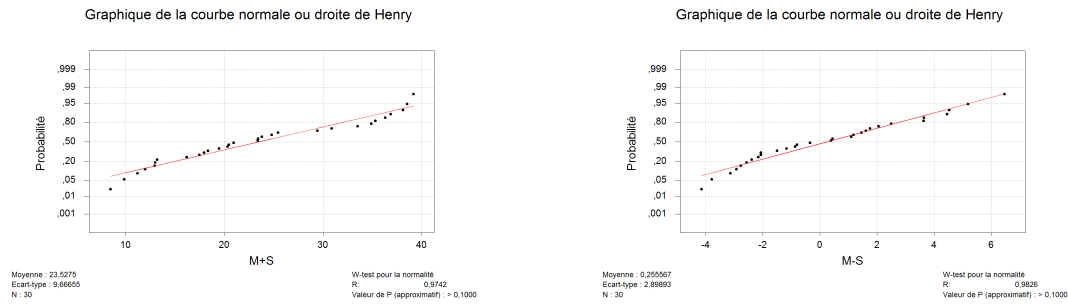 Graphique de la courbe normale ou droite de Henry
,999
,99
,95
,80
,50
,20
,05
,01
,001
Probabilité
10 20 30 40
M+S
Moyenne : 23,5275
Ecart-type : 9,66655
N : 30
W-test pour la normalité
R: 0,9742
Valeur de P (approximatif) : > 0,1000
Graphique de la courbe normale ou droite de Henry
,999
,99
,95
,80
,50
,20
,05
,01
,001
Probabilité
-4 -2 0 2 4 6
M-S
Moyenne : 0,255567
Ecart-type : 2,89893
N : 30
W-test pour la normalité
R: 0,9826
Valeur de P (approximatif) : > 0,1000